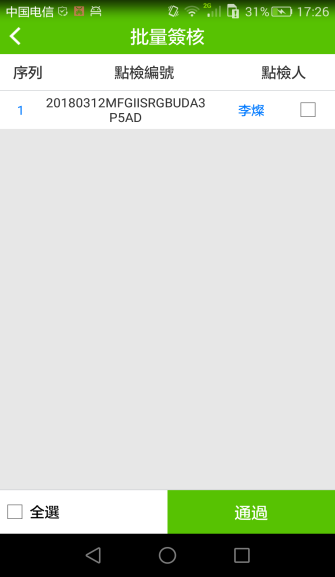 中国电信 2G 31% 17:26
批量簽核
序列 點檢編號 點檢人
1 20180312MFGIISRGBUDA3 李燦
P5AD
全選 通過